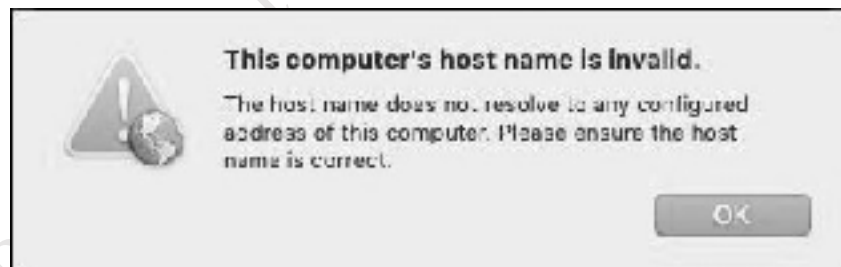 This computer's host name is invalid.
The host name does not resolve to any configured
address of this computer. Please ensure the host
name is correct.
OK